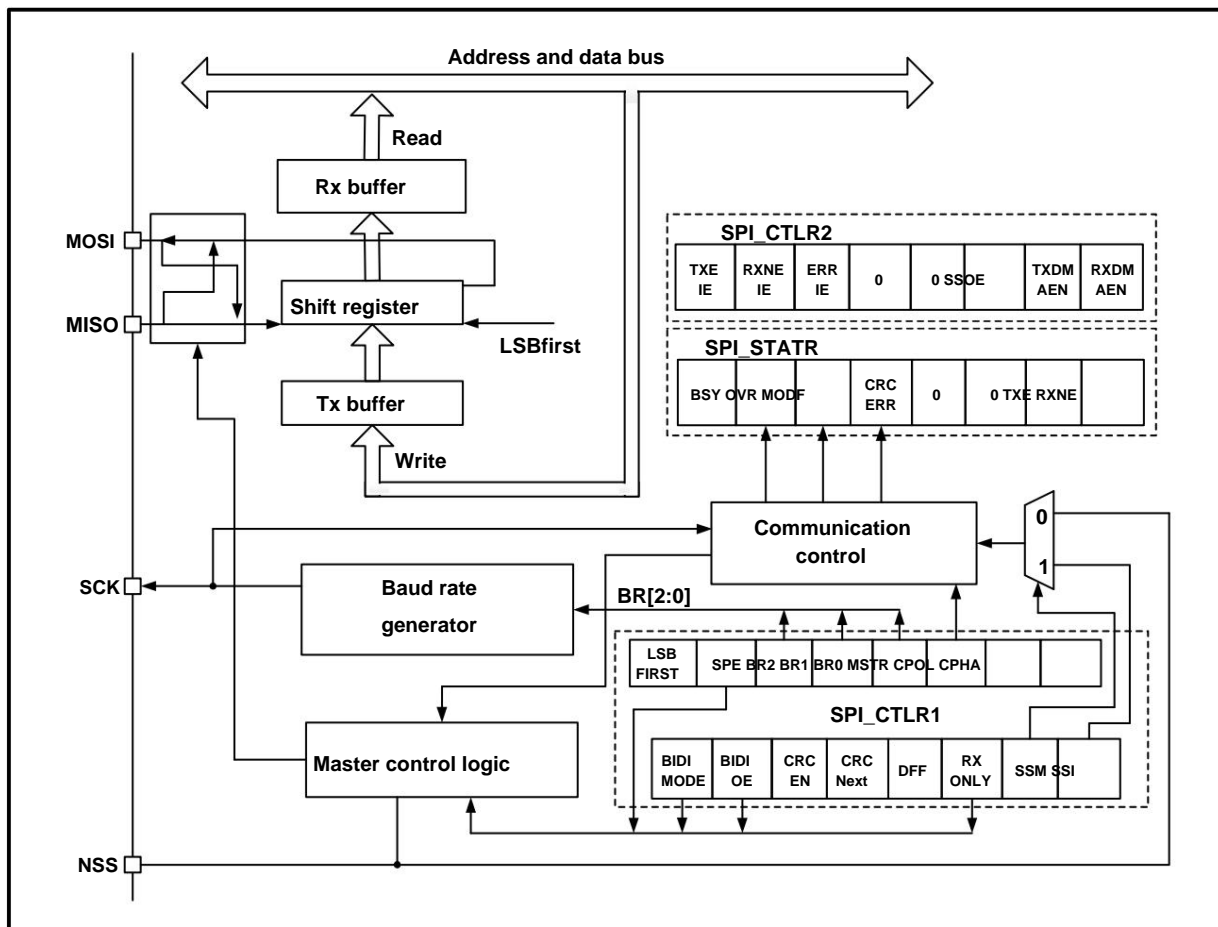 Address and data bus
Read
Rx buffer
MOSI
Shift register
MISO
LSBfirst
Tx buffer
Write
SPI_CTLR2
TXE
IE
RXNE
IE
ERR
IE
0
0 SSOE
TXDM
AEN
RXDM
AEN
SPI_STATR
BSY OVR MODF
CRC
ERR
0
0 TXE RXNE
Communication
control
0
1
SCK
Baud rate
generator
BR[2:0]
LSB
FIRST
SPE BR2 BR1 BR0 MSTR CPOL CPHA
SPI_CTLR1
Master control logic
BIDI
MODE
BIDI
OE
CRC
EN
CRC
Next
DFF
RX
ONLY
SSM SSI
NSS